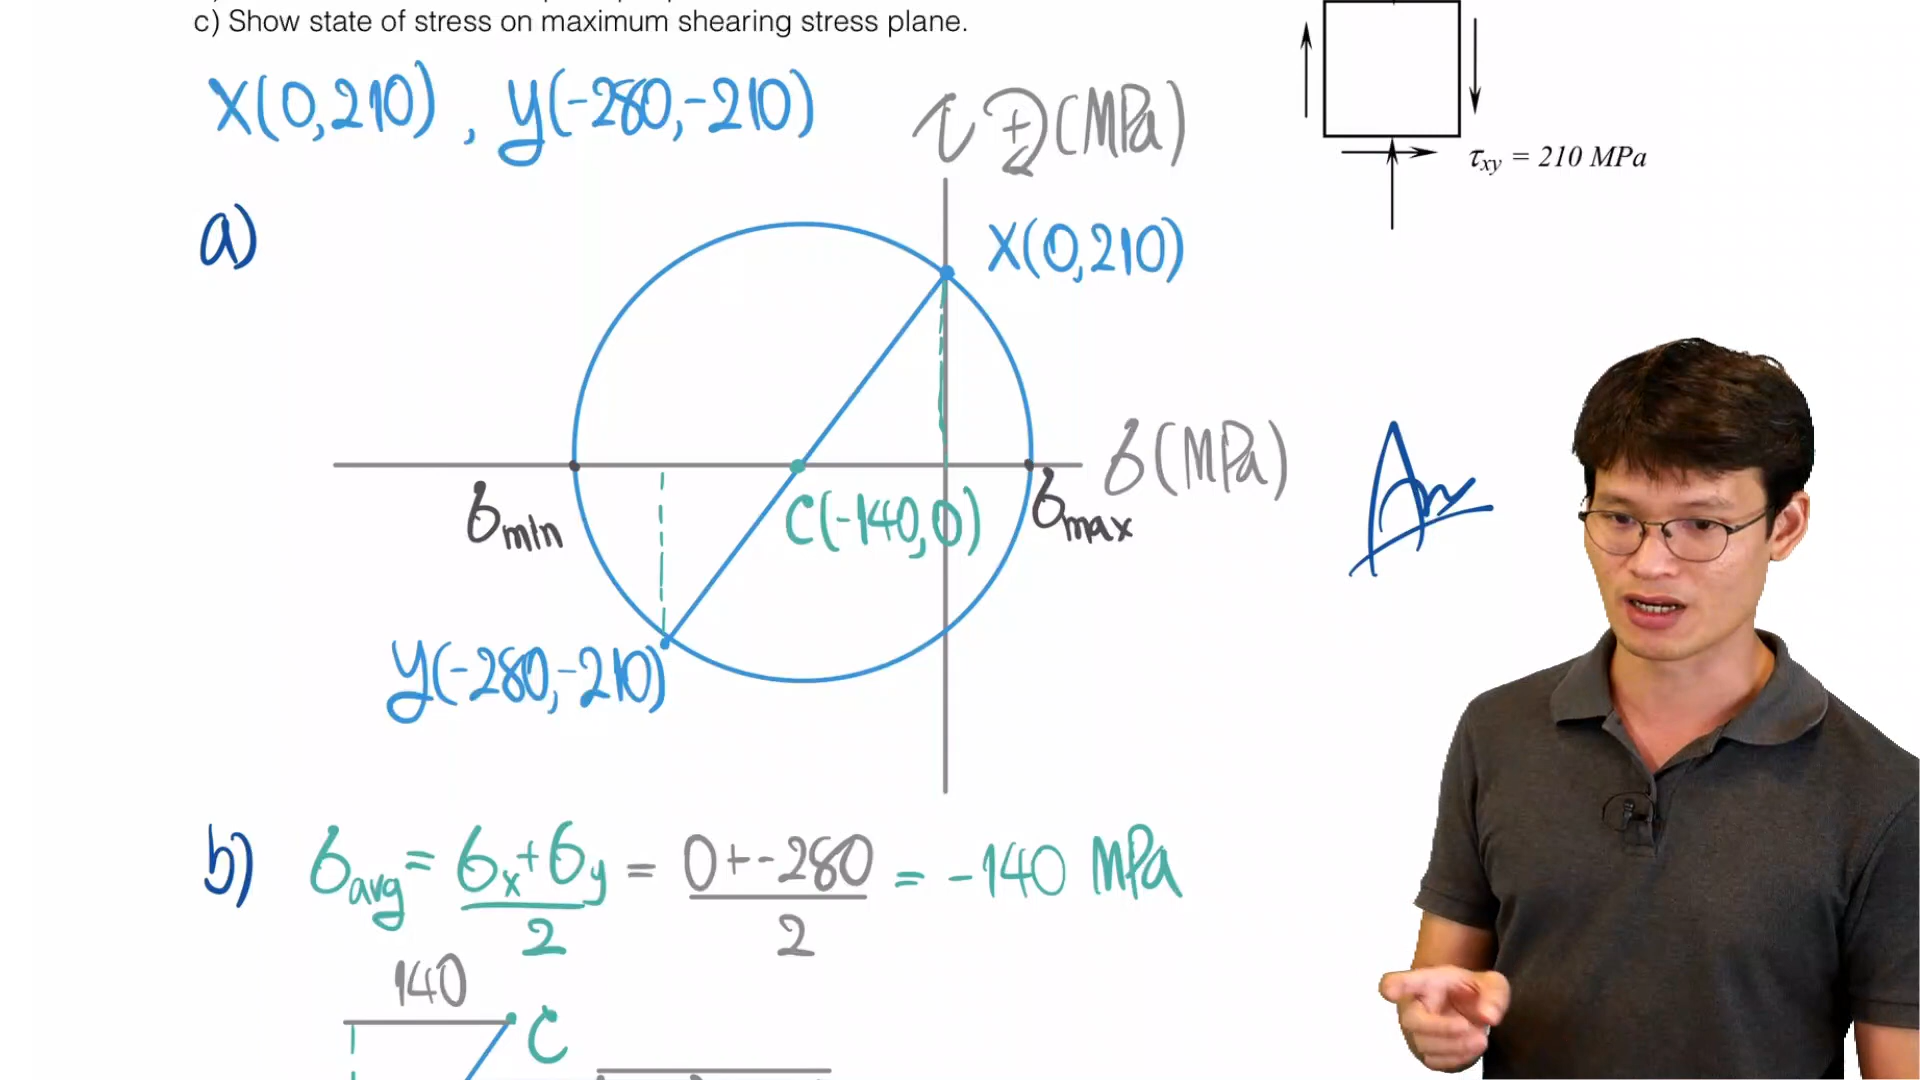 c) Show state of stress on maximum shearing stress plane.
X(0,210) , y(-280,-210)
τ (MPa)
τxy = 210 MPa
a)
X(0,210)
σ(MPa)
σmin
C(-140,0)
σmax
Ans
y(-280,-210)
b) σavg = σx+σy/2 = 0+-280/2 = -140 MPa
140
C